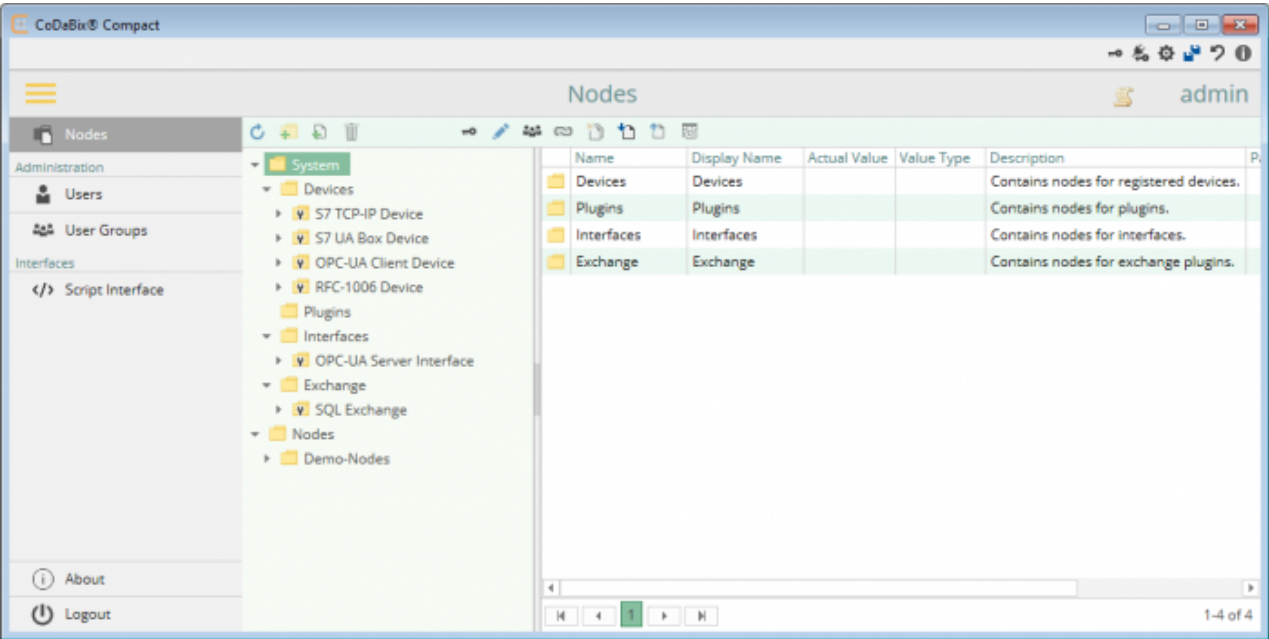 CoDaBix® Compact
Nodes
admin
Nodes
Administration
Users
User Groups
Interfaces
</> Script Interface
About
Logout
System
Devices
S7 TCP-IP Device
S7 UA Box Device
OPC-UA Client Device
RFC-1006 Device
Plugins
Interfaces
OPC-UA Server Interface
Exchange
SQL Exchange
Nodes
Demo-Nodes
Name Display Name Actual Value Value Type Description
Devices Devices Contains nodes for registered devices.
Plugins Plugins Contains nodes for plugins.
Interfaces Interfaces Contains nodes for interfaces.
Exchange Exchange Contains nodes for exchange plugins.
1 1-4 of 4